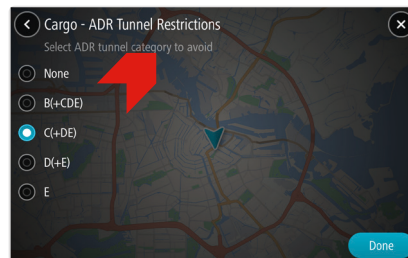 Cargo - ADR Tunnel Restrictions
Select ADR tunnel category to avoid
None
B(+CDE)
C(+DE)
D(+E)
E
Done